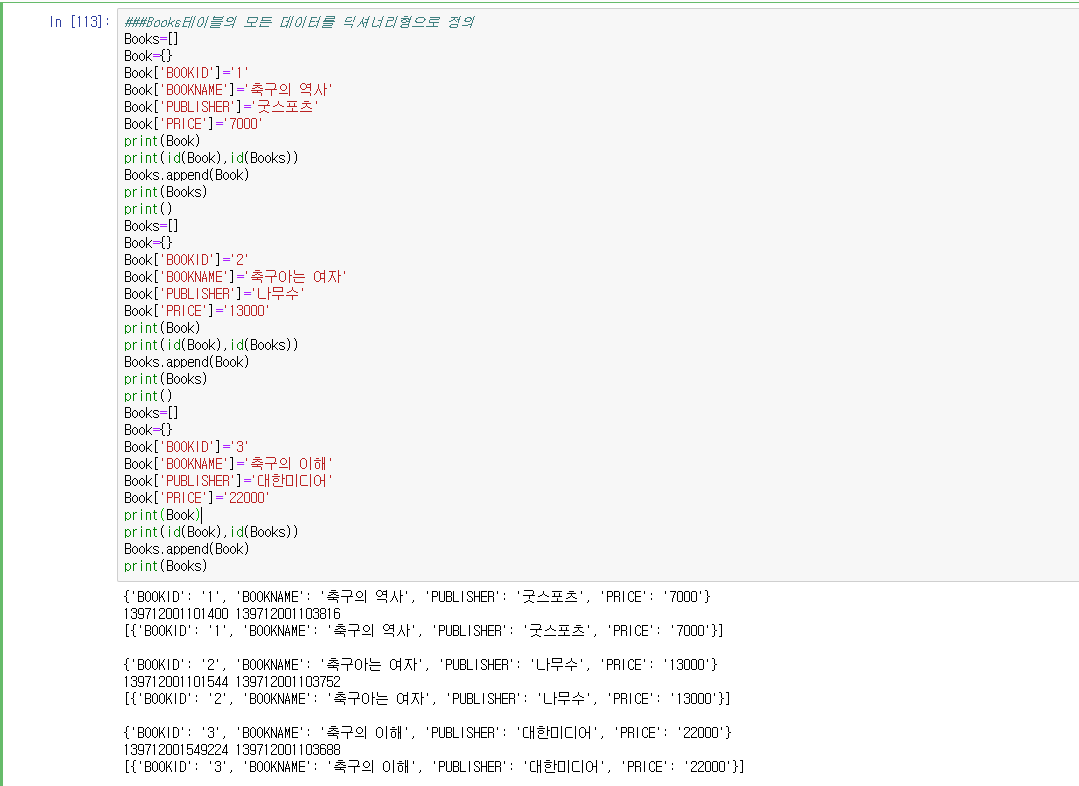 In [113]: ###Books테이블의 모든 데이터를 딕셔너리형으로 정의
Books=[]
Book={}
Book['BOOKID']='1'
Book['BOOKNAME']='축구의 역사'
Book['PUBLISHER']='굿스포츠'
Book['PRICE']='7000'
print(Book)
print(id(Book),id(Books))
Books.append(Book)
print(Books)
print()
Books=[]
Book={}
Book['BOOKID']='2'
Book['BOOKNAME']='축구아는 여자'
Book['PUBLISHER']='나무수'
Book['PRICE']='13000'
print(Book)
print(id(Book),id(Books))
Books.append(Book)
print(Books)
print()
Books=[]
Book={}
Book['BOOKID']='3'
Book['BOOKNAME']='축구의 이해'
Book['PUBLISHER']='대한미디어'
Book['PRICE']='22000'
print(Book)
print(id(Book),id(Books))
Books.append(Book)
print(Books)
{'BOOKID': '1', 'BOOKNAME': '축구의 역사', 'PUBLISHER': '굿스포츠', 'PRICE': '7000'}
139712001101400 139712001103816
[{'BOOKID': '1', 'BOOKNAME': '축구의 역사', 'PUBLISHER': '굿스포츠', 'PRICE': '7000'}]
{'BOOKID': '2', 'BOOKNAME': '축구아는 여자', 'PUBLISHER': '나무수', 'PRICE': '13000'}
139712001101544 139712001103752
[{'BOOKID': '2', 'BOOKNAME': '축구아는 여자', 'PUBLISHER': '나무수', 'PRICE': '13000'}]
{'BOOKID': '3', 'BOOKNAME': '축구의 이해', 'PUBLISHER': '대한미디어', 'PRICE': '22000'}
139712001549224 139712001103688
[{'BOOKID': '3', 'BOOKNAME': '축구의 이해', 'PUBLISHER': '대한미디어', 'PRICE': '22000'}]